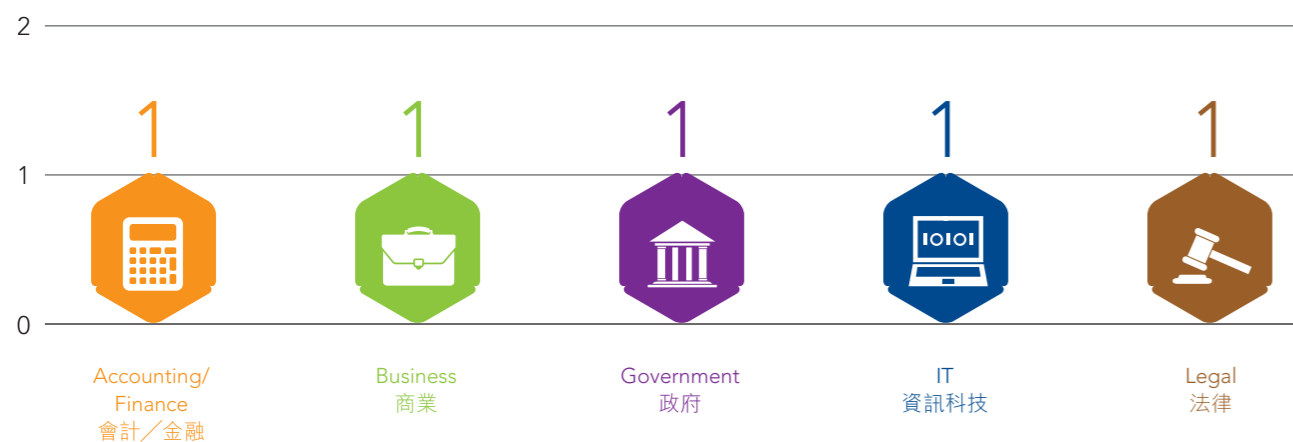 2
1 1 1 1 1
1
IOIOI
0
Accounting/
Finance
會計／金融
Business
商業
Government
政府
IT
資訊科技
Legal
法律